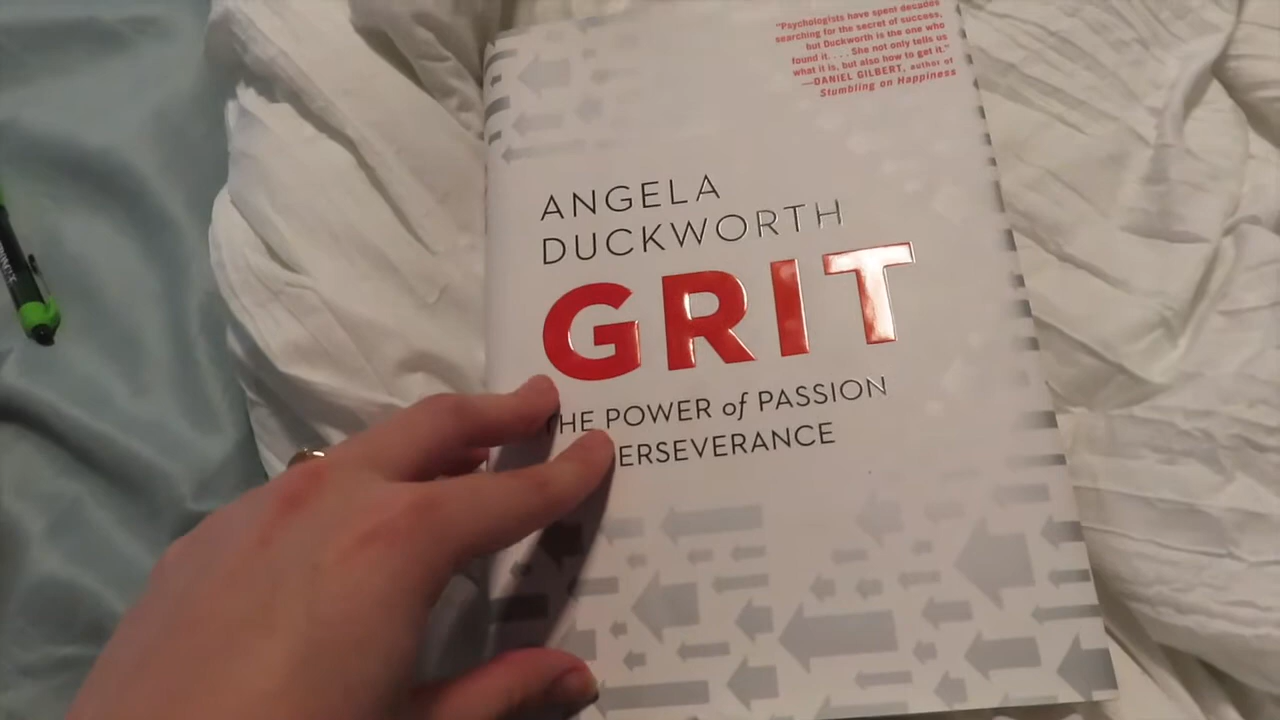 "Psychologists have spent decades
searching for the secret of success,
but Duckworth is the one who
found it. . . . She not only tells us
what it is, but also how to get it."
—DANIEL GILBERT, author of
Stumbling on Happiness
ANGELA
DUCKWORTH
GRIT
THE POWER of PASSION
ERSEVERANCE